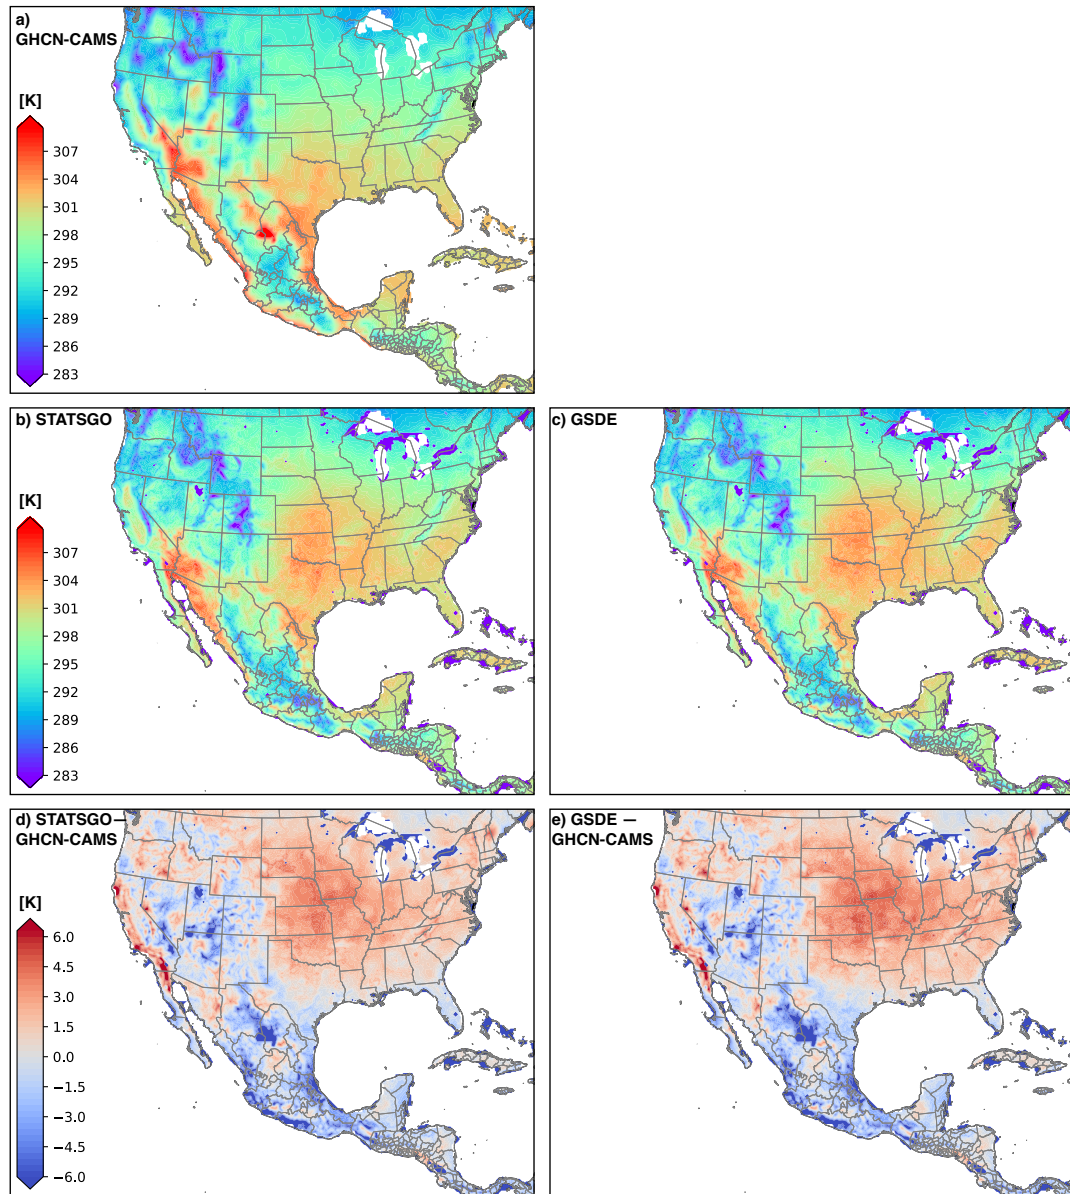 a)
GHCN-CAMS
[K]
307
304
301
298
295
292
289
286
283
b) STATSGO
307
304
301
298
295
292
289
286
283
c) GSDE
d) STATSGO—
GHCN-CAMS
[K]
6.0
4.5
3.0
1.5
0.0
−1.5
−3.0
−4.5
−6.0
e) GSDE —
GHCN-CAMS